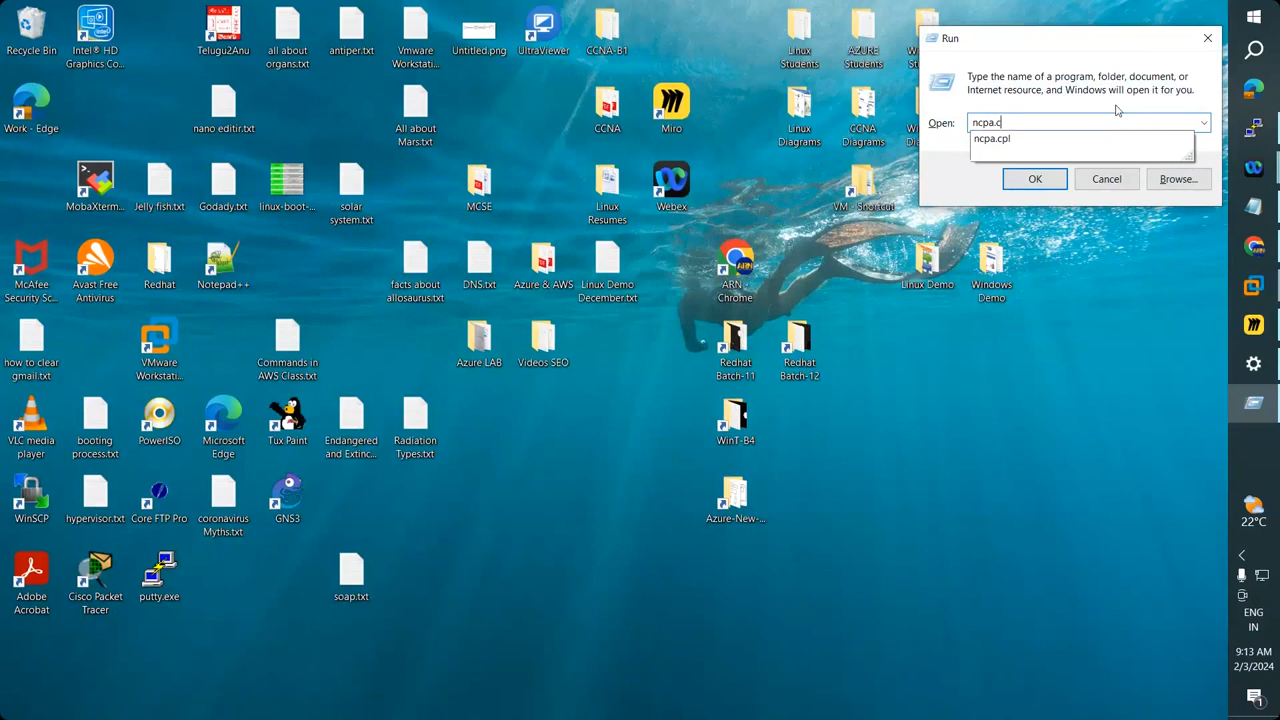 Recycle Bin
Intel® HD
Graphics Co...
Telugu2Anu
all about
organs.txt
antiper.txt
Vmware
Workstati...
Untitled.png
UltraViewer
CCNA-B1
Linux
Students
AZURE
Students
Work - Edge
nano editir.txt
All about
Mars.txt
CCNA
Miro
Linux
Diagrams
CCNA
Diagrams
MobaXterm...
Jelly fish.txt
Godady.txt
linux-boot-...
solar
system.txt
MCSE
Linux
Resumes
Webex
VM - Shortcut
McAfee
Security Sc...
Avast Free
Antivirus
Redhat
Notepad++
facts about
allosaurus.txt
DNS.txt
Azure & AWS
Linux Demo
December.txt
ARN -
Chrome
Linux Demo
Windows
Demo
how to clear
gmail.txt
VMware
Workstati...
Commands in
AWS Class.txt
Azure LAB
Videos SEO
Redhat
Batch-11
Redhat
Batch-12
VLC media
player
booting
process.txt
PowerISO
Microsoft
Edge
Tux Paint
Endangered
and Extinc...
Radiation
Types.txt
WinT-B4
WinSCP
hypervisor.txt
Core FTP Pro
coronavirus
Myths.txt
GNS3
Azure-New-...
Adobe
Acrobat
Cisco Packet
Tracer
putty.exe
soap.txt
Run
Type the name of a program, folder, document, or
Internet resource, and Windows will open it for you.
Open:
ncpa.c
ncpa.cpl
OK
Cancel
Browse...
22°C
ENG
IN
9:13 AM
2/3/2024
1